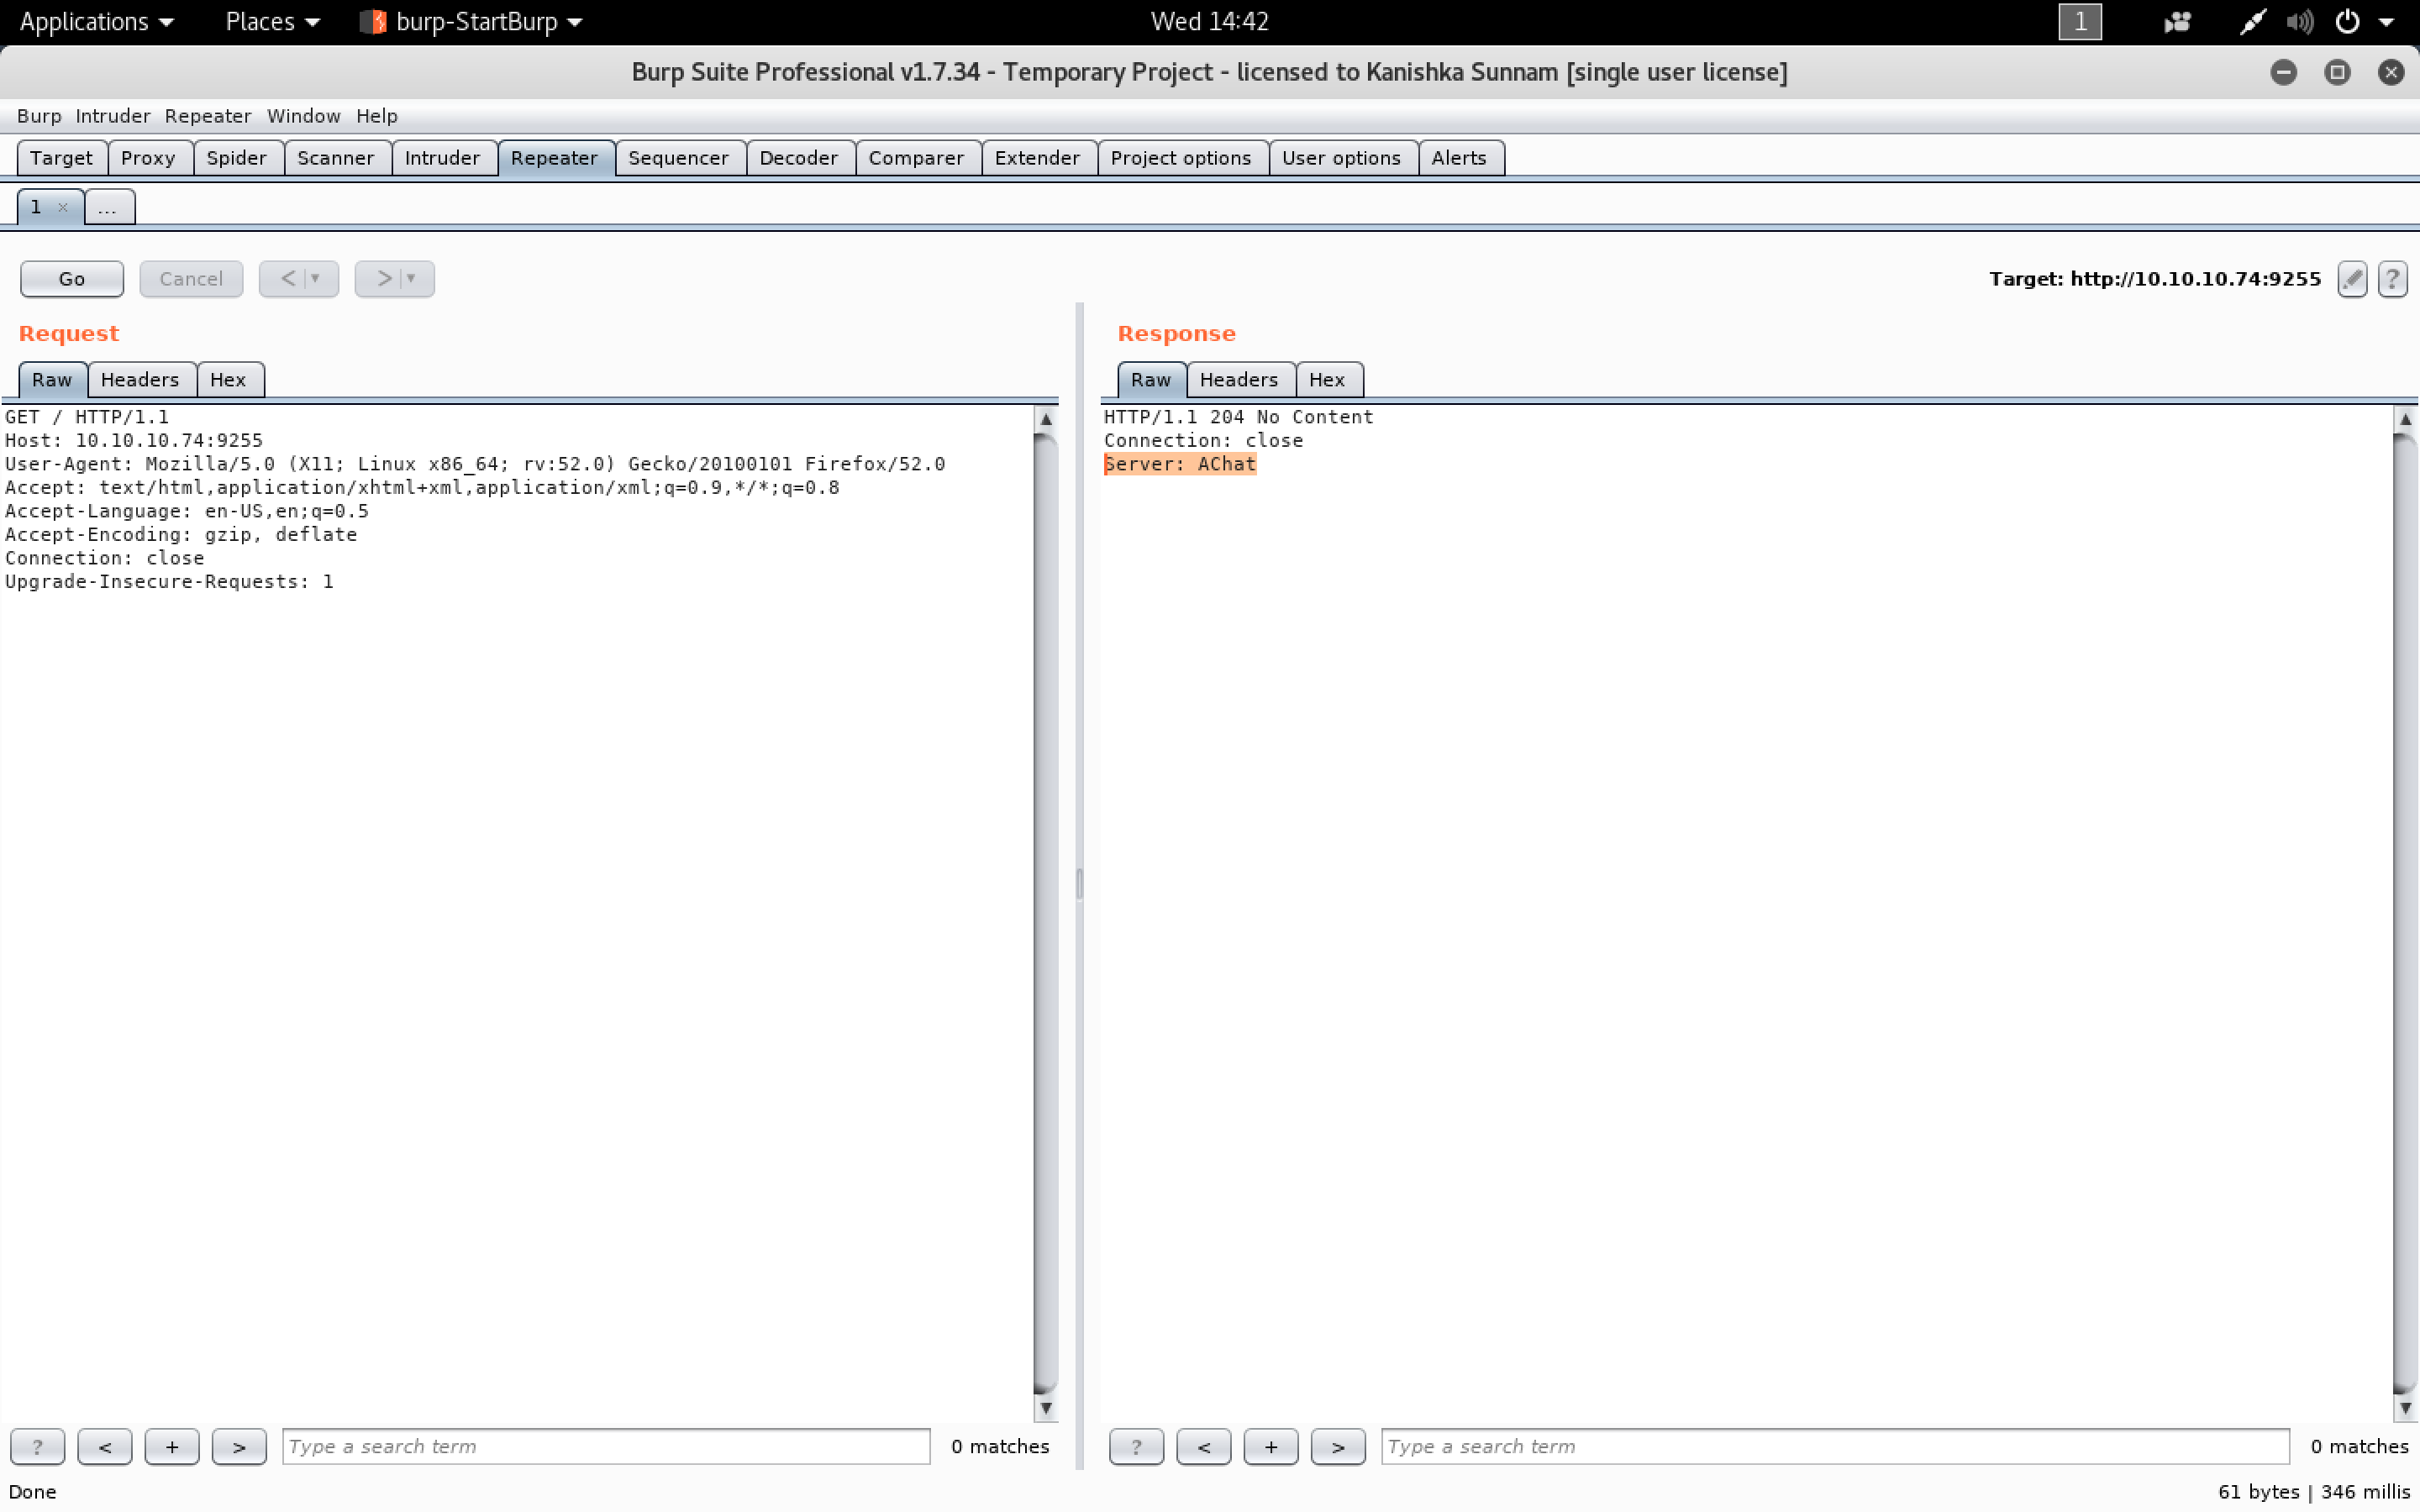 Applications Places burp-StartBurp Wed 14:42 1
Burp Suite Professional v1.7.34 - Temporary Project - licensed to Kanishka Sunnam [single user license]
Burp Intruder Repeater Window Help
Target Proxy Spider Scanner Intruder Repeater Sequencer Decoder Comparer Extender Project options User options Alerts
1 × ...
Go Cancel < > Target: http://10.10.10.74:9255 ?
Request
Raw Headers Hex
GET / HTTP/1.1
Host: 10.10.10.74:9255
User-Agent: Mozilla/5.0 (X11; Linux x86_64; rv:52.0) Gecko/20100101 Firefox/52.0
Accept: text/html,application/xhtml+xml,application/xml;q=0.9,*/*;q=0.8
Accept-Language: en-US,en;q=0.5
Accept-Encoding: gzip, deflate
Connection: close
Upgrade-Insecure-Requests: 1
? < + > Type a search term 0 matches
Response
Raw Headers Hex
HTTP/1.1 204 No Content
Connection: close
Server: AChat
? < + > Type a search term 0 matches
Done 61 bytes | 346 millis